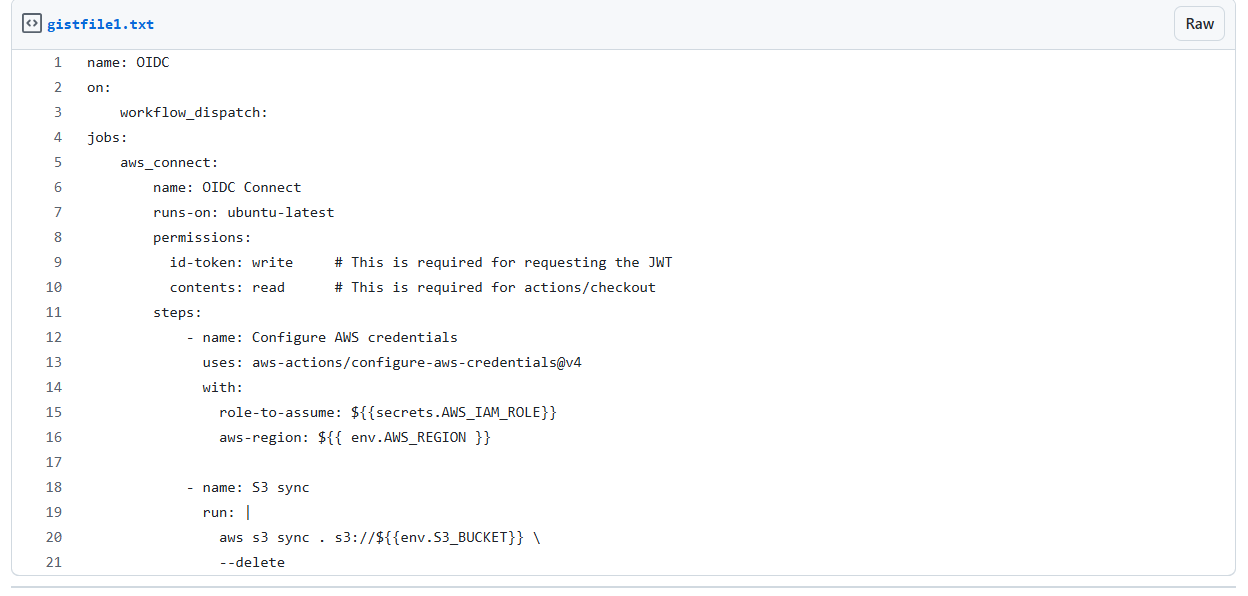 gistfile1.txt
Raw
1 name: OIDC
2 on:
3     workflow_dispatch:
4 jobs:
5     aws_connect:
6         name: OIDC Connect
7         runs-on: ubuntu-latest
8         permissions:
9           id-token: write     # This is required for requesting the JWT
10           contents: read      # This is required for actions/checkout
11         steps:
12             - name: Configure AWS credentials
13               uses: aws-actions/configure-aws-credentials@v4
14               with:
15                 role-to-assume: ${{secrets.AWS_IAM_ROLE}}
16                 aws-region: ${{ env.AWS_REGION }}
17
18             - name: S3 sync
19               run: |
20                 aws s3 sync . s3://${{env.S3_BUCKET}} \
21                 --delete